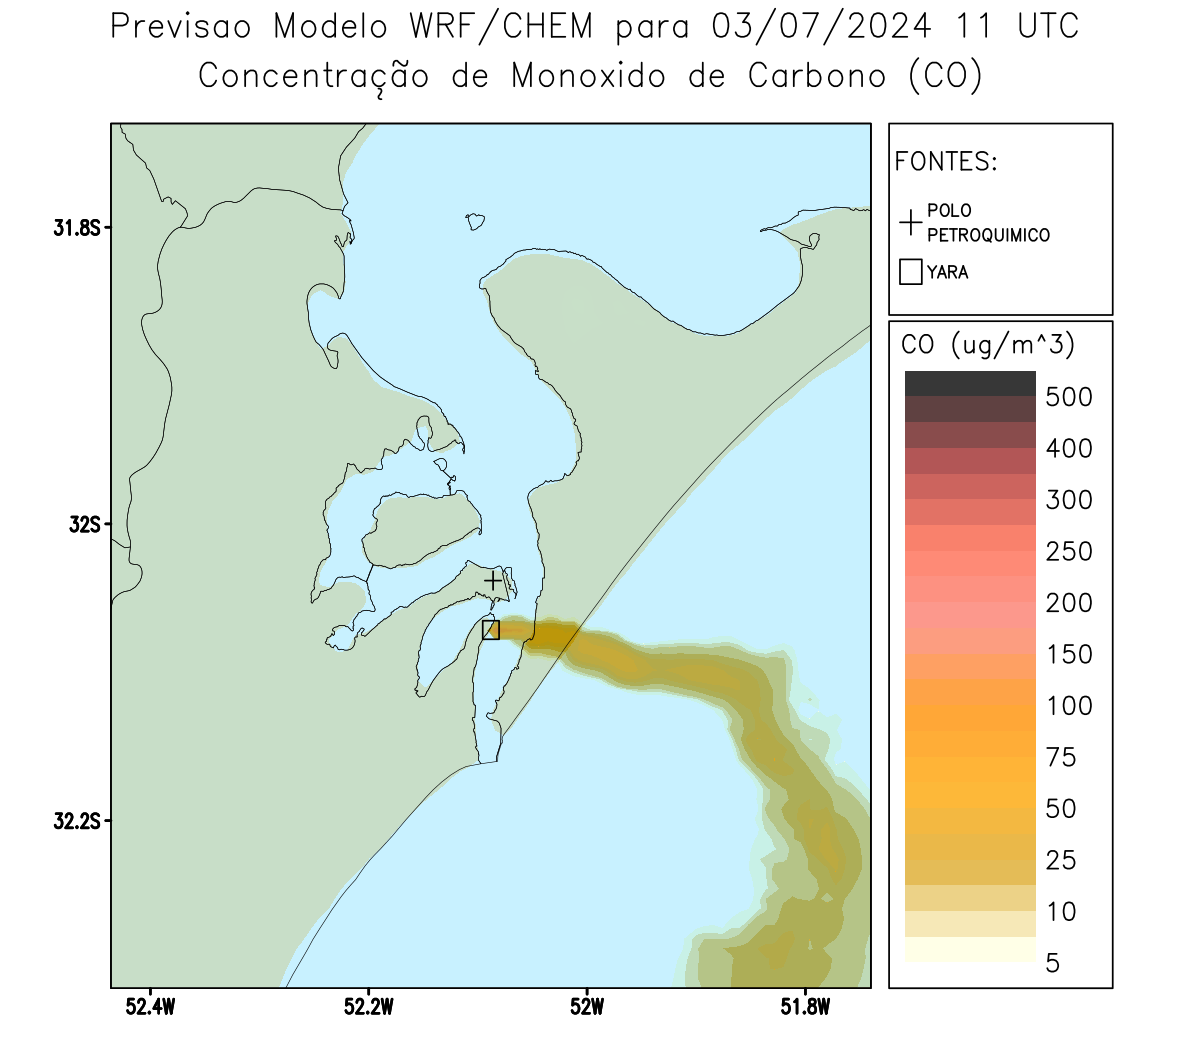 Previsao Modelo WRF/CHEM para 03/07/2024 11 UTC
Concentração de Monoxido de Carbono (CO)
FONTES:
POLO
PETROQUIMICO
YARA
CO (ug/m^3)
500
400
300
250
200
150
100
75
50
25
10
5
31.8S
32S
32.2S
52.4W
52.2W
52W
51.8W